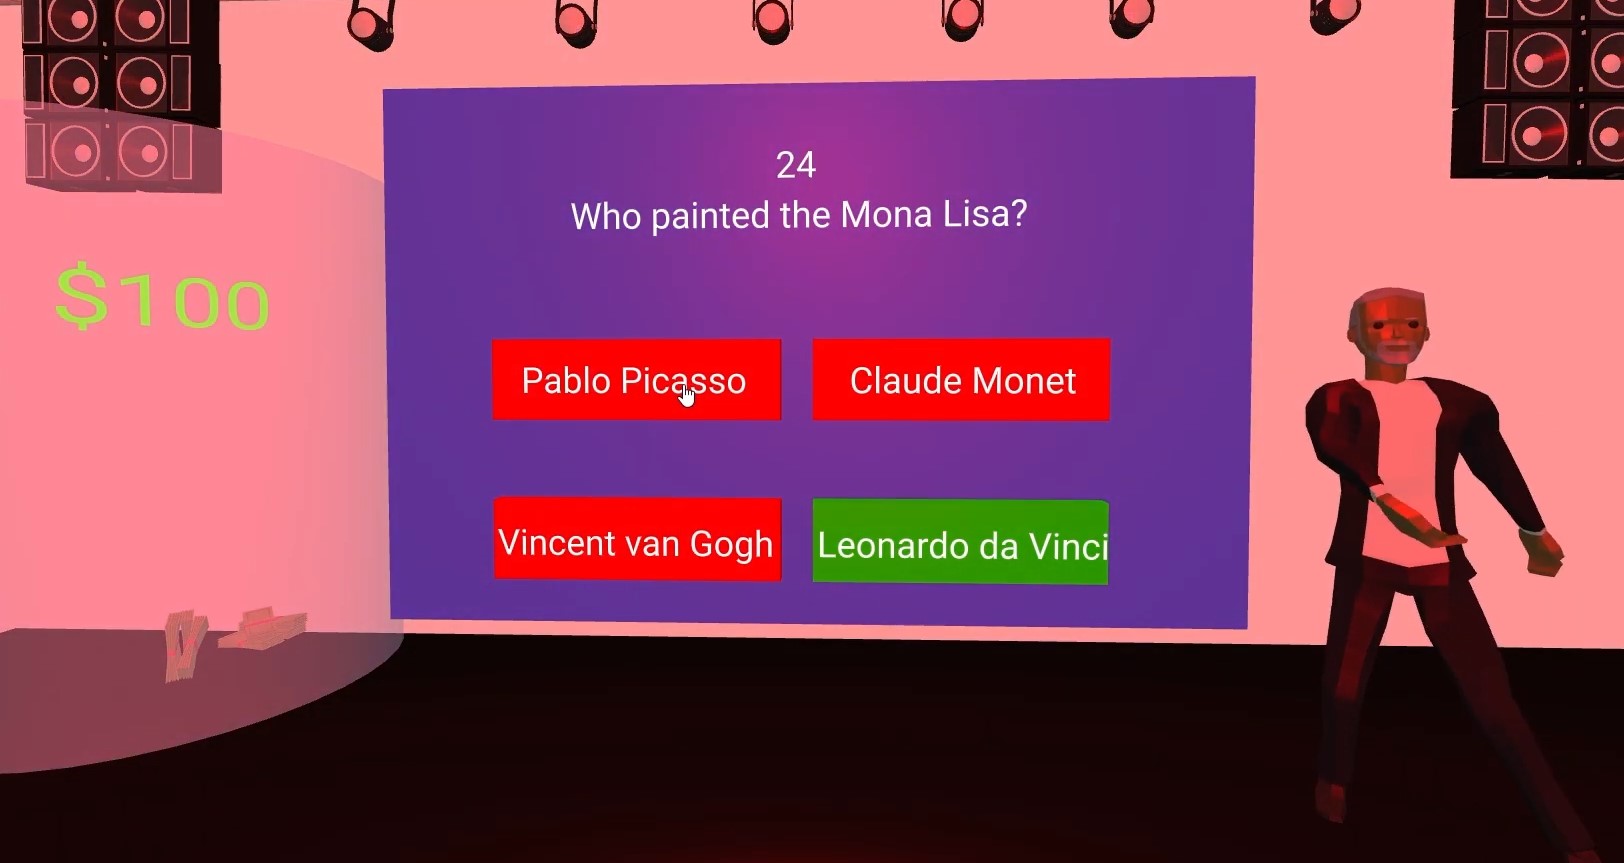 24
Who painted the Mona Lisa?
$100
Pablo Picasso
Claude Monet
Vincent van Gogh
Leonardo da Vinci